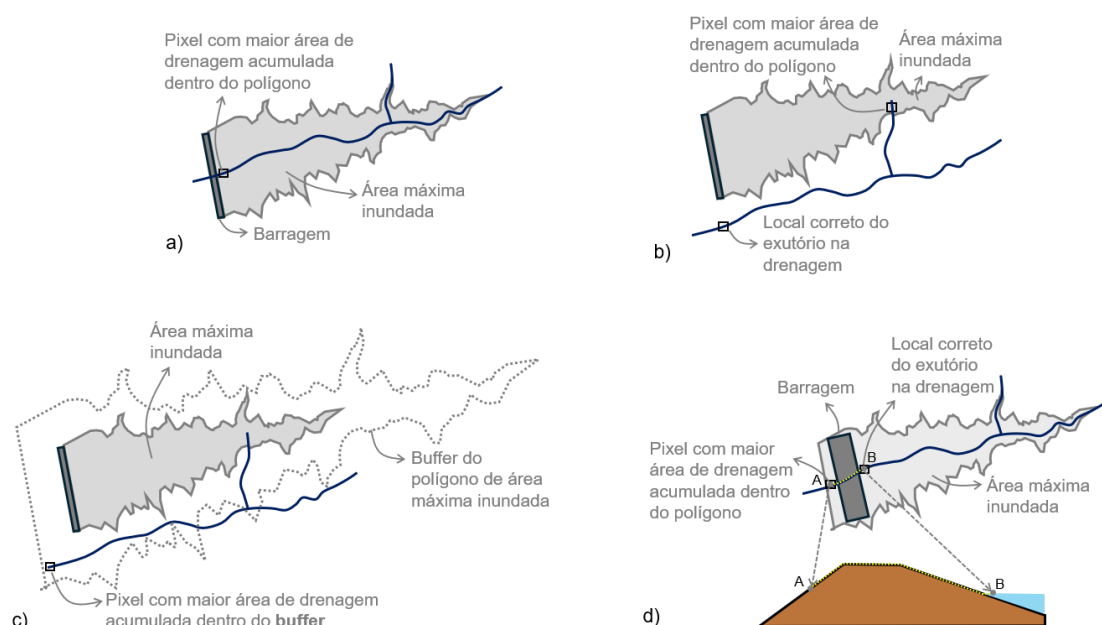 Pixel com maior área de
drenagem acumulada
dentro do polígono
Área máxima
inundada
Barragem
a)
Pixel com maior área de
drenagem acumulada
dentro do polígono
Área máxima
inundada
Local correto do
exutório na
drenagem
b)
Área máxima
inundada
Buffer do
polígono de área
máxima inundada
Pixel com maior área de drenagem
acumulada dentro do buffer
c)
Local correto
do exutório
na drenagem
Barragem
Pixel com maior
área de drenagem
acumulada dentro
do polígono
A
B
Área máxima
inundada
A
B
d)